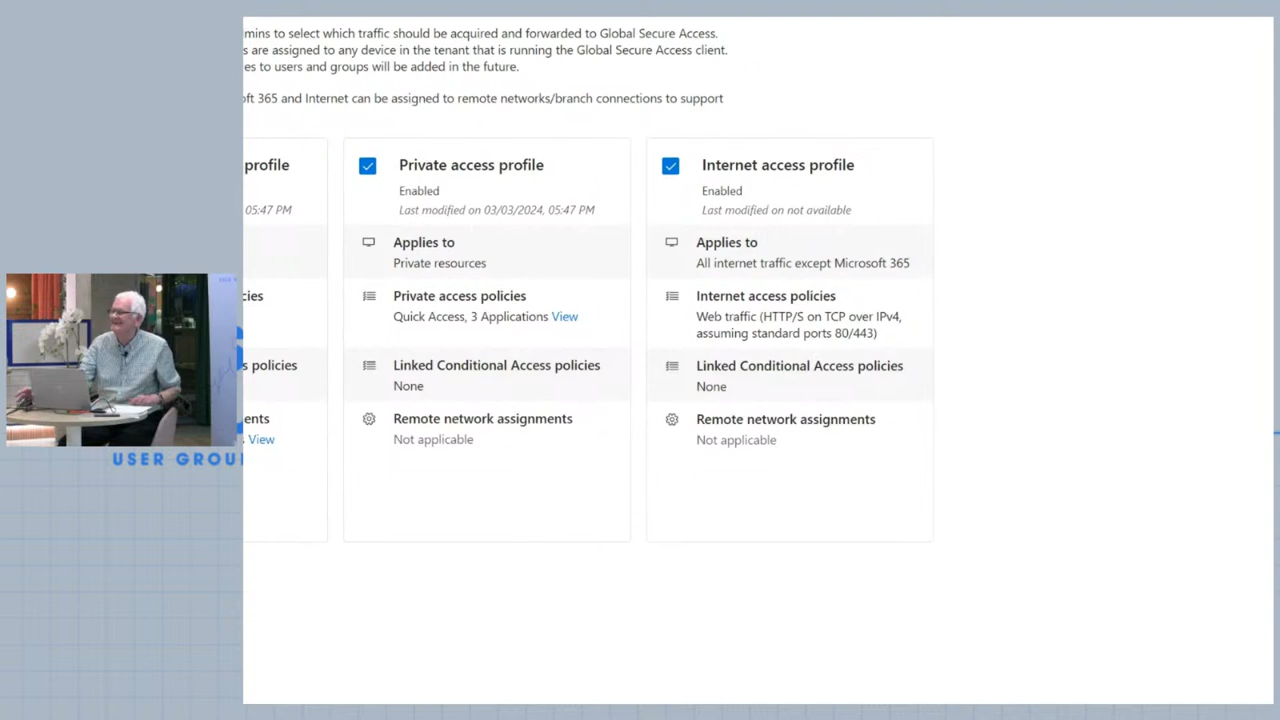 mins to select which traffic should be acquired and forwarded to Global Secure Access.
s are assigned to any device in the tenant that is running the Global Secure Access client.
es to users and groups will be added in the future.
oft 365 and Internet can be assigned to remote networks/branch connections to support
profile
05:47 PM
cies
s policies
ents
. View
Private access profile
Enabled
Last modified on 03/03/2024, 05:47 PM
Applies to
Private resources
Private access policies
Quick Access, 3 Applications View
Linked Conditional Access policies
None
Remote network assignments
Not applicable
Internet access profile
Enabled
Last modified on not available
Applies to
All internet traffic except Microsoft 365
Internet access policies
Web traffic (HTTP/S on TCP over IPv4,
assuming standard ports 80/443)
Linked Conditional Access policies
None
Remote network assignments
Not applicable
USER GROU